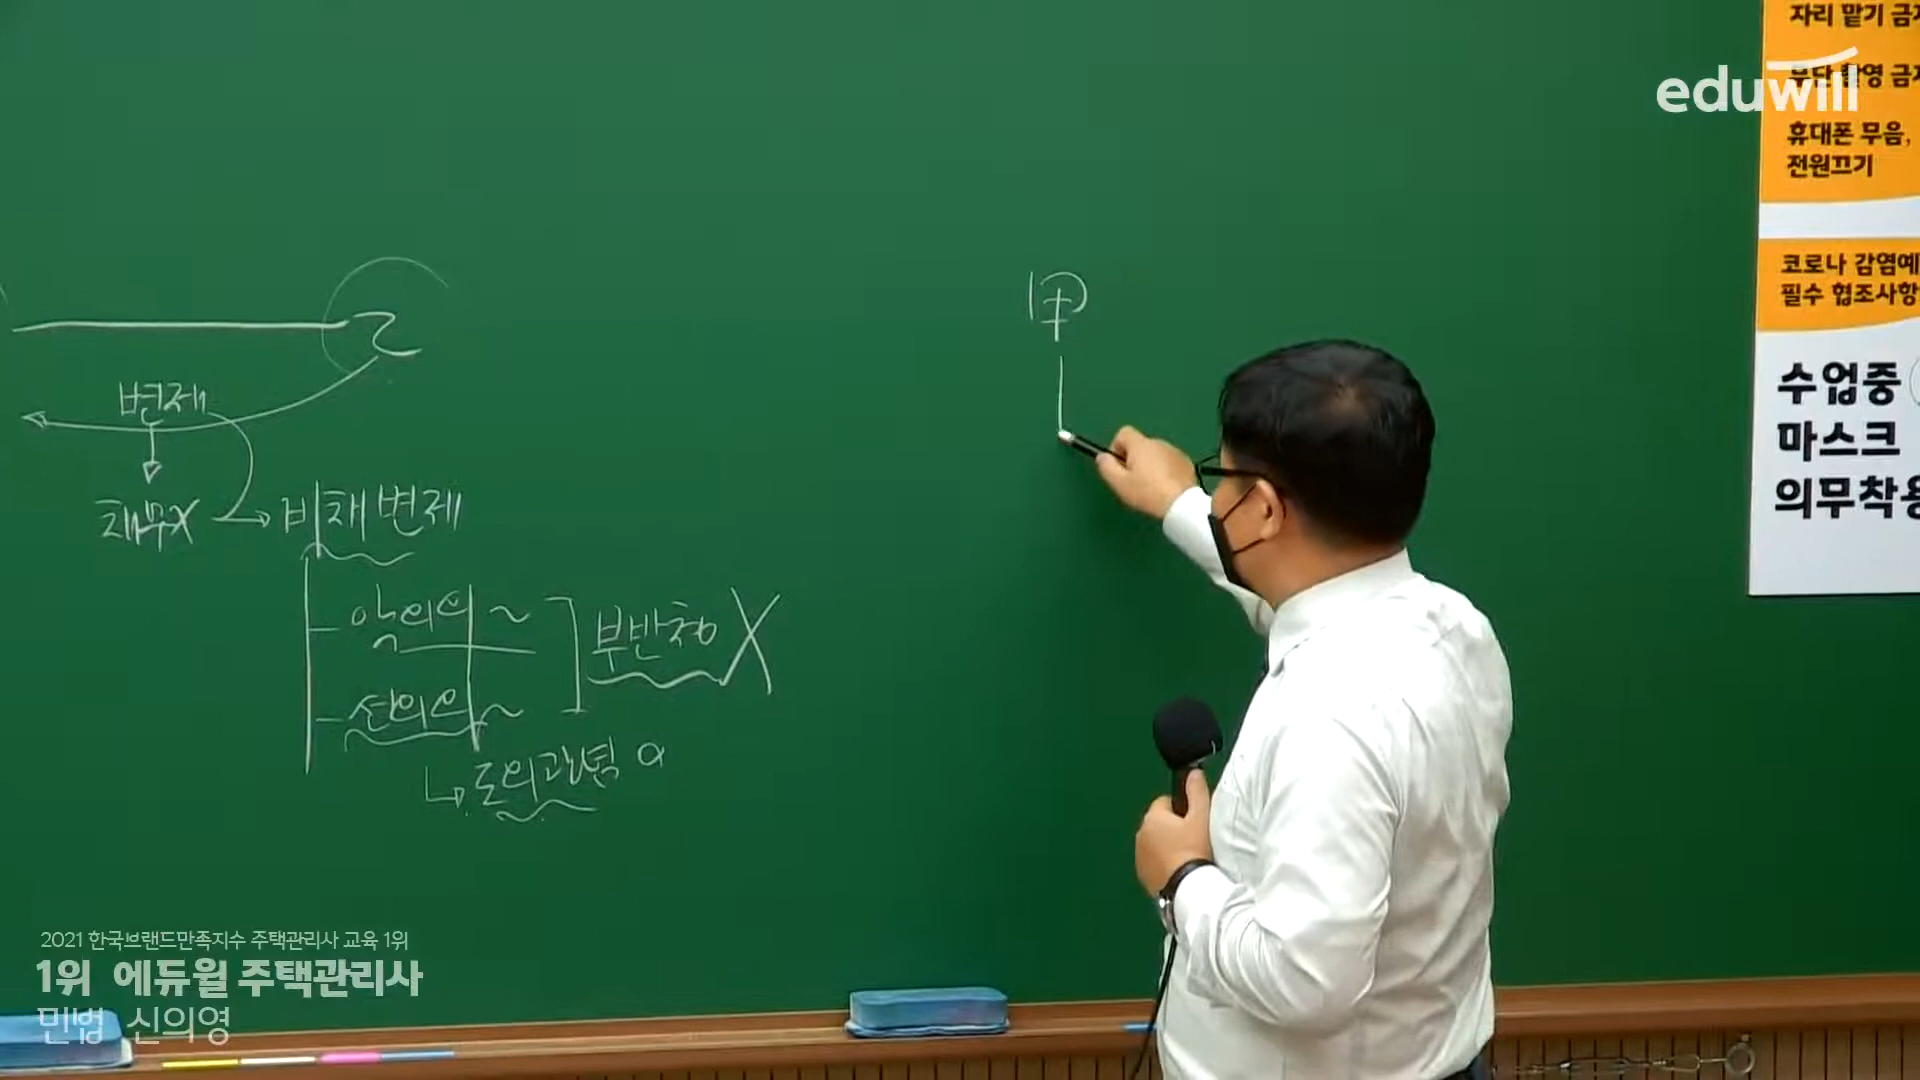 자리 맡기 금
eduwill
무단 촬영 금
휴대폰 무음,
전원끄기
코로나 감염예
필수 협조사항
수업중
마스크
의무착용
乙
甲
변제
채무X
비채변제
악의의 ~
선의의 ~
부반청 X
도의관념 O
2021 한국브랜드만족지수 주택관리사 교육 1위
1위 에듀윌 주택관리사
민법 신의영